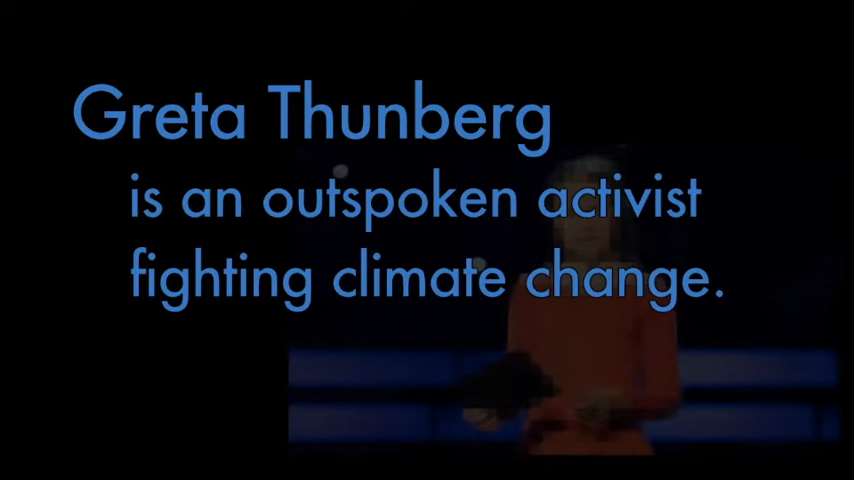 Greta Thunberg
is an outspoken activist
fighting climate change.